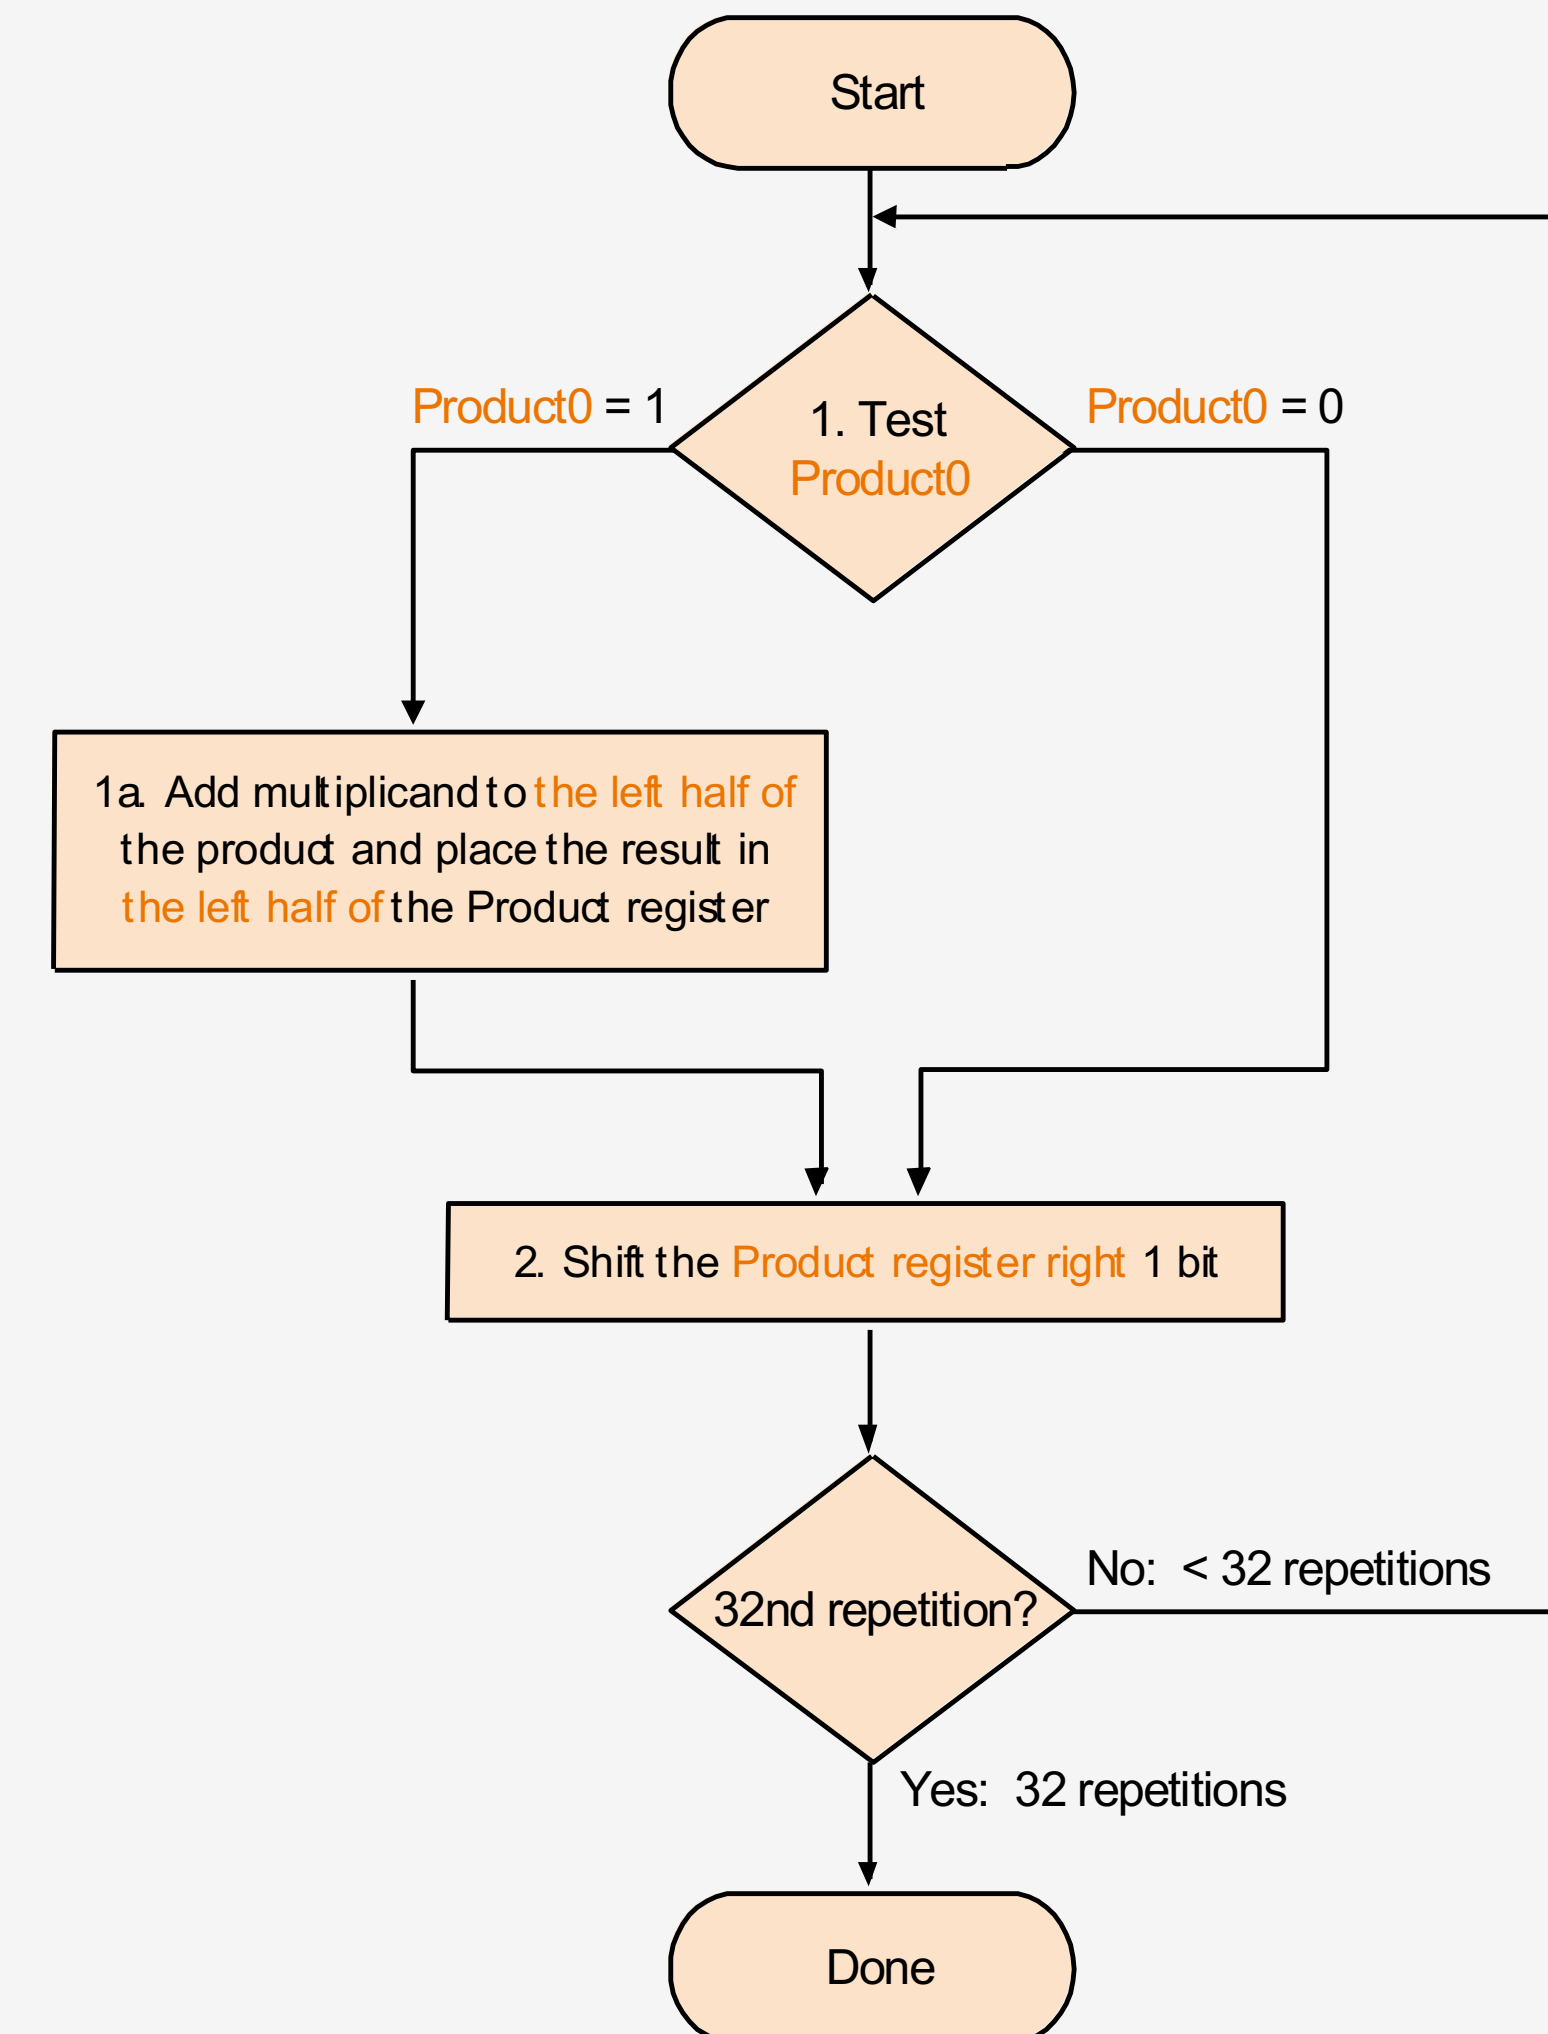 Start
Product0 = 1
1. Test
Product0
Product0 = 0
1a. Add multiplicand to the left half of
the product and place the result in
the left half of the Product register
2. Shift the Product register right 1 bit
32nd repetition?
No: < 32 repetitions
Yes: 32 repetitions
Done